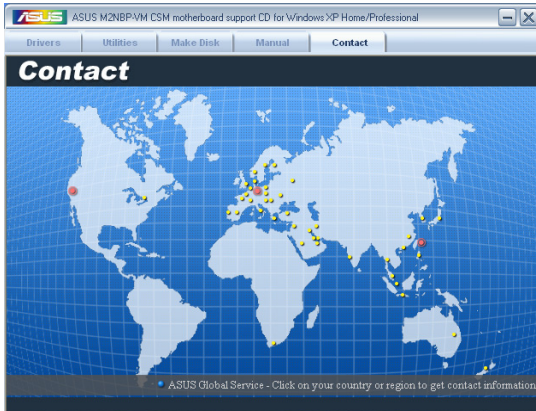 ASUS ASUS M2NBP-VM CSM motherboard support CD for Windows XP Home/Professional
Drivers Utilities Make Disk Manual Contact
Contact
ASUS Global Service - Click on your country or region to get contact information